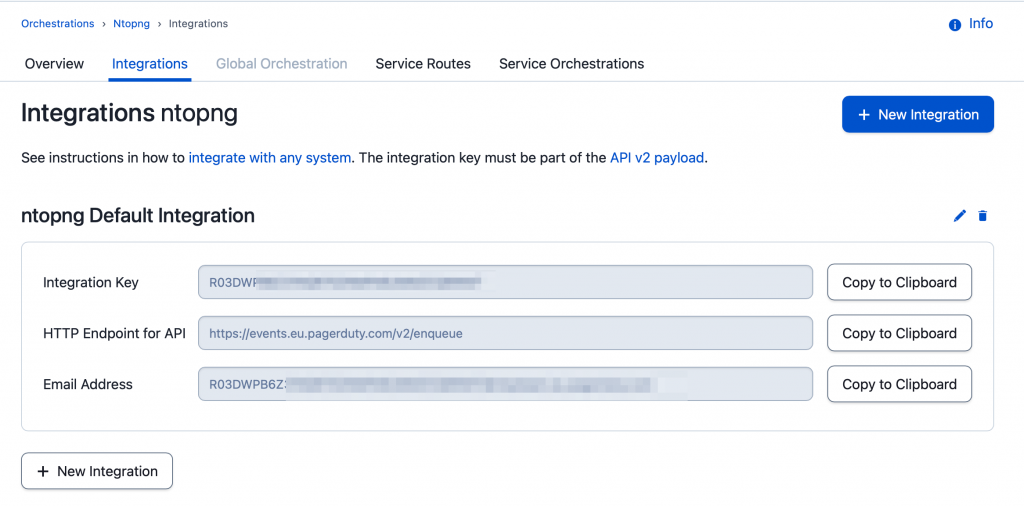 Orchestrations › Ntopng › Integrations
Info
Overview Integrations Global Orchestration Service Routes Service Orchestrations
Integrations ntopng
+ New Integration
See instructions in how to integrate with any system. The integration key must be part of the API v2 payload.
ntopng Default Integration
Integration Key R03DWP Copy to Clipboard
HTTP Endpoint for API https://events.eu.pagerduty.com/v2/enqueue Copy to Clipboard
Email Address R03DWPB6Z Copy to Clipboard
+ New Integration